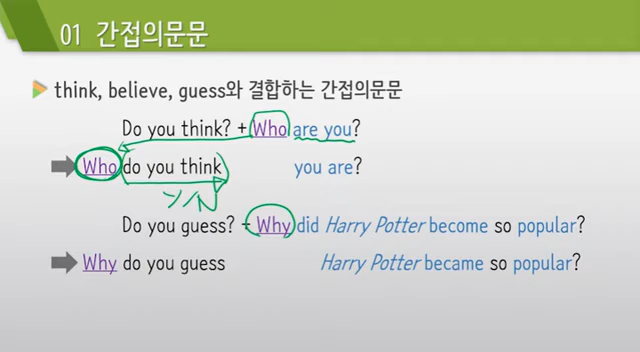 01 간접의문문
think, believe, guess와 결합하는 간접의문문
Do you think? + Who are you?
Who do you think you are?
Y/N
Do you guess? + Why did Harry Potter become so popular?
Why do you guess Harry Potter became so popular?